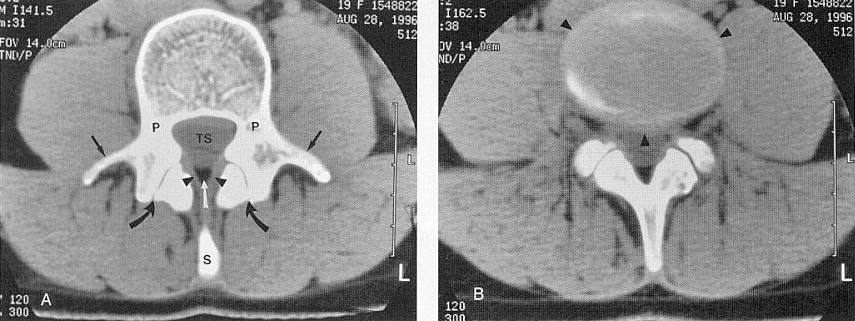 M I141.5
m:31
FOV 14.0cm
TND/P
19 F 1548822
AUG 28, 1996
512
P
P
TS
S
L
L
120
300
A
I162.5
:38
OV 14.0cm
ND/P
19 F 1548822
AUG 28, 1996
512
L
L
120
300
B